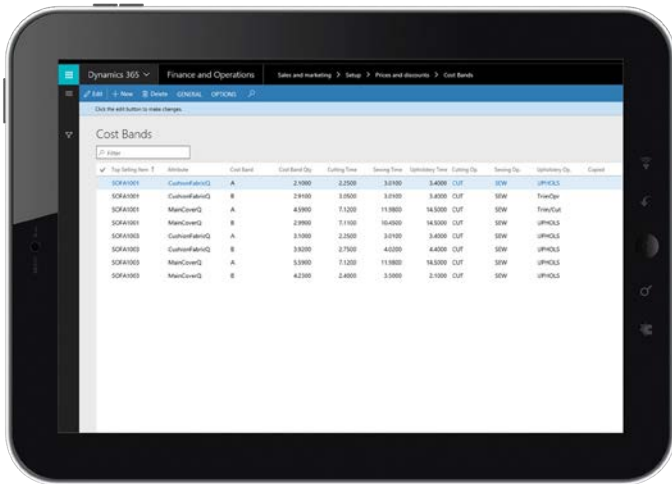 Dynamics 365 Finance and Operations Sales and marketing > Setup > Prices and discounts > Cost Bands
Edit + New Delete GENERAL OPTIONS
Click the edit button to make changes.
Cost Bands
Filter
Top Selling Item Attribute Cost Band Cost Band Qty. Cutting Time Sewing Time Upholstery Time Cutting Op. Sewing Op. Upholstery Op. Copied
SOFA1001 CushionFabricQ A 2.1000 2.2500 3.0100 3.4000 CUT SEW UPHOLS
SOFA1001 CushionFabricQ B 2.9100 3.0500 3.0100 3.4000 CUT SEW TrimOpr
SOFA1001 MainCoverQ A 4.5900 7.1200 11.9800 14.5000 CUT SEW Trim/Cut
SOFA1001 MainCoverQ B 2.9900 7.1100 10.4500 14.5000 CUT SEW UPHOLS
SOFA1003 CushionFabricQ A 3.1000 2.2500 3.0100 3.4000 CUT SEW UPHOLS
SOFA1003 CushionFabricQ B 3.9200 2.7500 4.0200 4.4000 CUT SEW UPHOLS
SOFA1003 MainCoverQ A 5.5900 7.1200 11.9800 14.5000 CUT SEW UPHOLS
SOFA1003 MainCoverQ B 4.2300 2.4000 3.5000 2.1000 CUT SEW UPHOLS